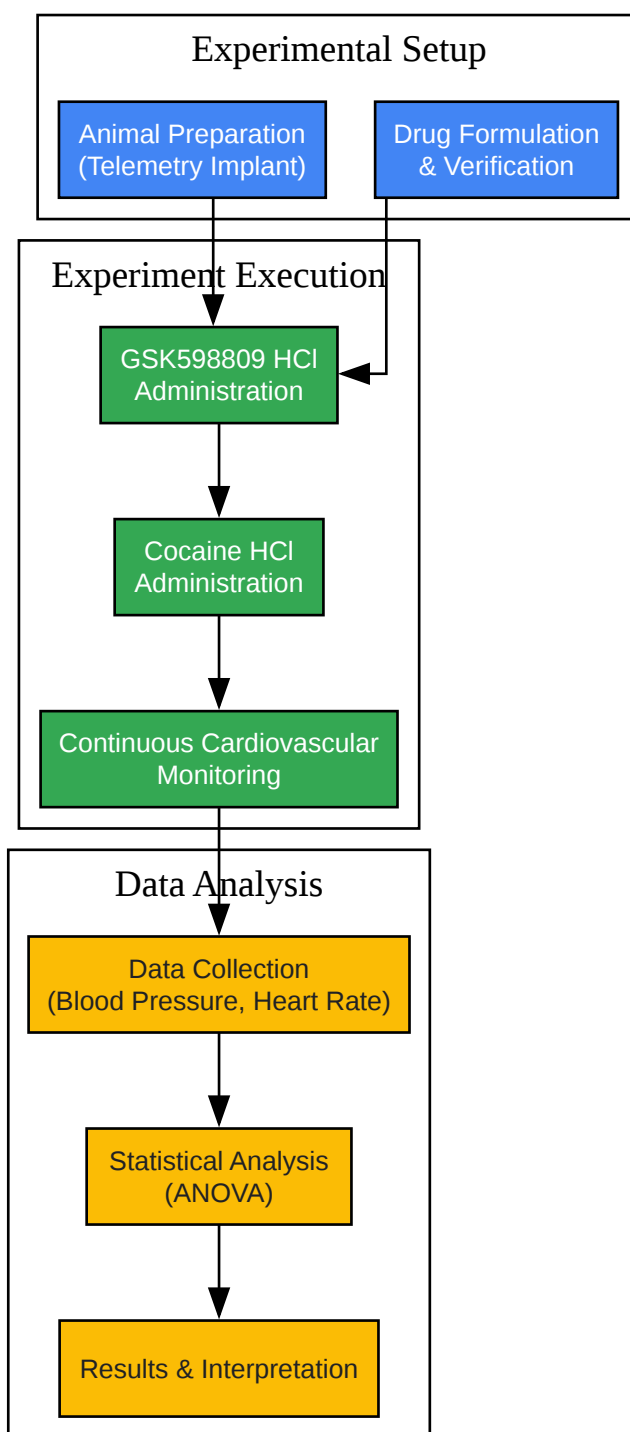 Experimental Setup
Animal Preparation
(Telemetry Implant)
Drug Formulation
& Verification
Experiment Execution
GSK598809 HCl
Administration
Cocaine HCl
Administration
Continuous Cardiovascular
Monitoring
Data Analysis
Data Collection
(Blood Pressure, Heart Rate)
Statistical Analysis
(ANOVA)
Results & Interpretation